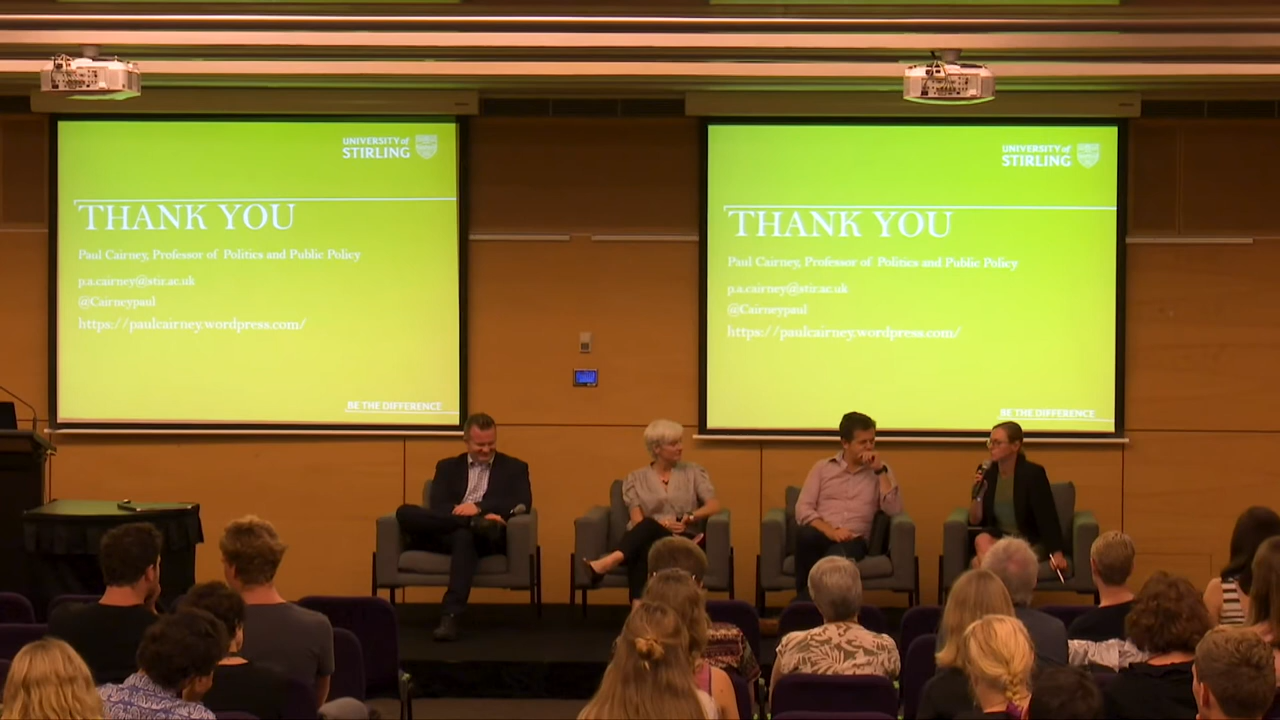 UNIVERSITY of
STIRLING
THANK YOU
Paul Cairney, Professor of Politics and Public Policy
p.a.cairney@stir.ac.uk
@Cairneypaul
https://paulcairney.wordpress.com/
BE THE DIFFERENCE
UNIVERSITY of
STIRLING
THANK YOU
Paul Cairney, Professor of Politics and Public Policy
p.a.cairney@stir.ac.uk
@Cairneypaul
https://paulcairney.wordpress.com/
BE THE DIFFERENCE